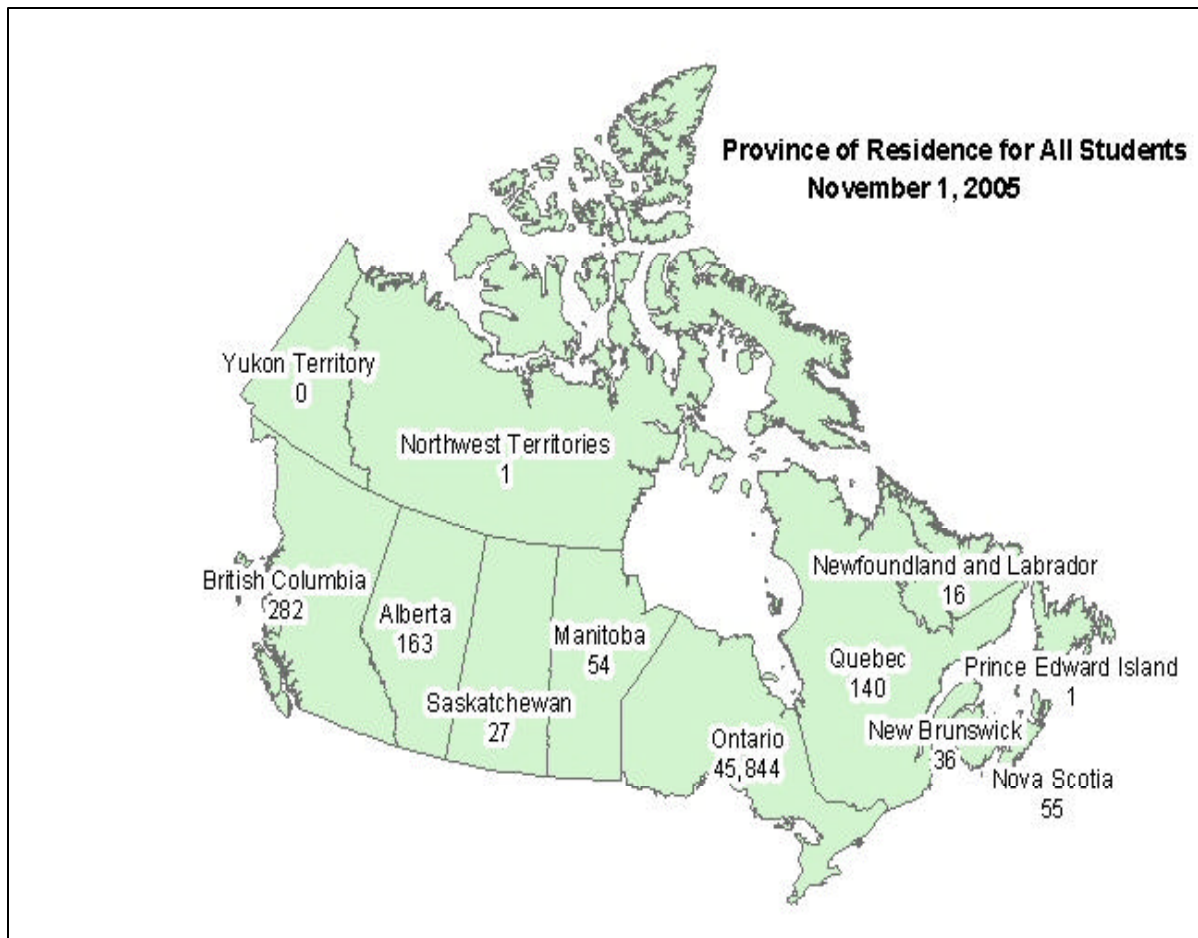 Province of Residence for All Students
November 1, 2005
Yukon Territory
0
Northwest Territories
1
British Columbia
282
Alberta
163
Saskatchewan
27
Manitoba
54
Ontario
45,844
Quebec
140
Newfoundland and Labrador
16
Prince Edward Island
1
New Brunswick
36
Nova Scotia
55